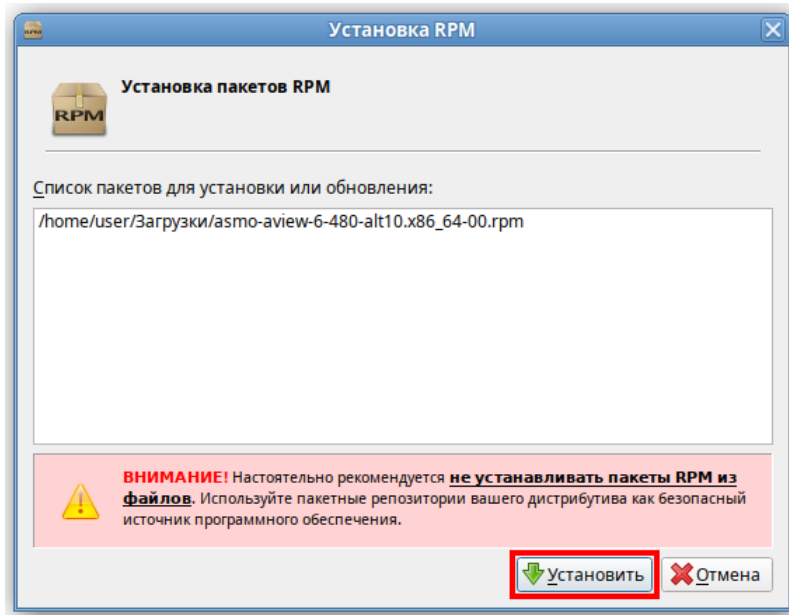 Установка RPM
Установка пакетов RPM
RPM
Список пакетов для установки или обновления:
/home/user/Загрузки/asmo-aview-6-480-alt10.x86_64-00.rpm
ВНИМАНИЕ! Настоятельно рекомендуется не устанавливать пакеты RPM из
файлов. Используйте пакетные репозитории вашего дистрибутива как безопасный
источник программного обеспечения.
Установить
Отмена